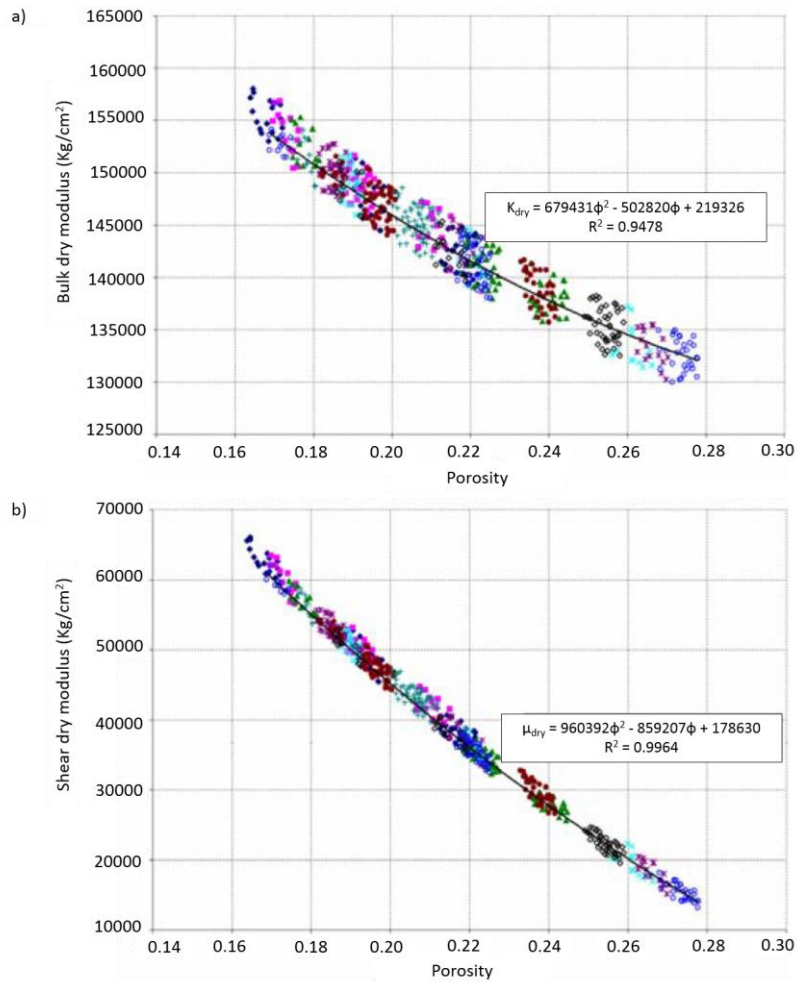 a)
165000
160000
155000
150000
145000
140000
135000
130000
125000
Bulk dry modulus (Kg/cm²)
K_dry = 679431ϕ² - 502820ϕ + 219326
R² = 0.9478
0.14 0.16 0.18 0.20 0.22 0.24 0.26 0.28 0.30
Porosity
b)
70000
60000
50000
40000
30000
20000
10000
Shear dry modulus (Kg/cm²)
μ_dry = 960392ϕ² - 859207ϕ + 178630
R² = 0.9964
0.14 0.16 0.18 0.20 0.22 0.24 0.26 0.28 0.30
Porosity